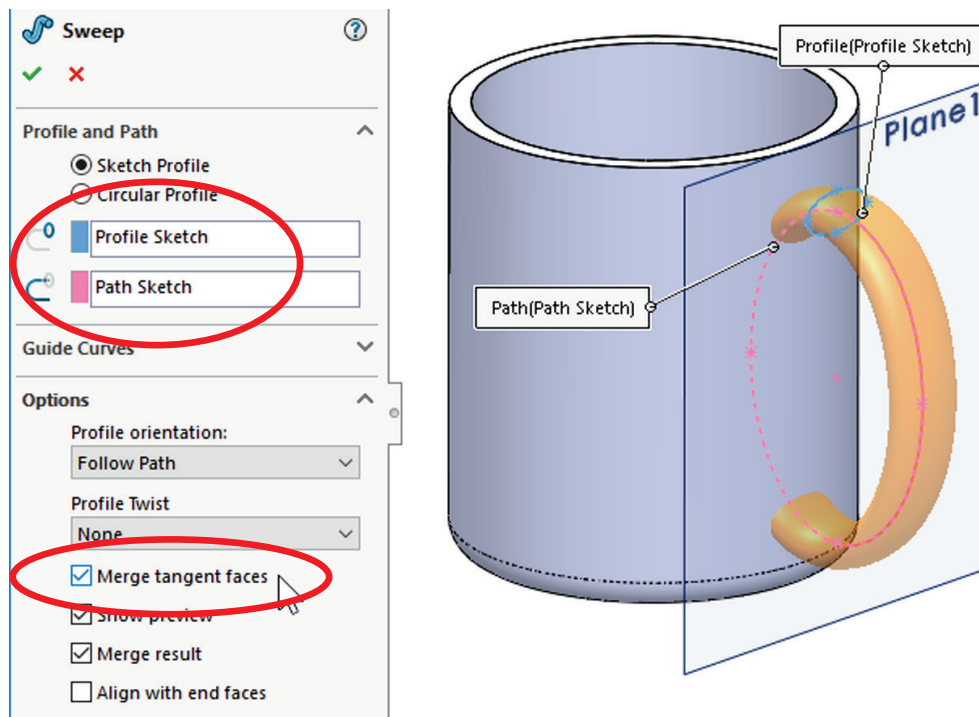 Sweep
Profile and Path
Sketch Profile
Circular Profile
Profile Sketch
Path Sketch
Guide Curves
Options
Profile orientation:
Follow Path
Profile Twist
None
Merge tangent faces
Show preview
Merge result
Align with end faces
Profile(Profile Sketch)
Plane1
Path(Path Sketch)